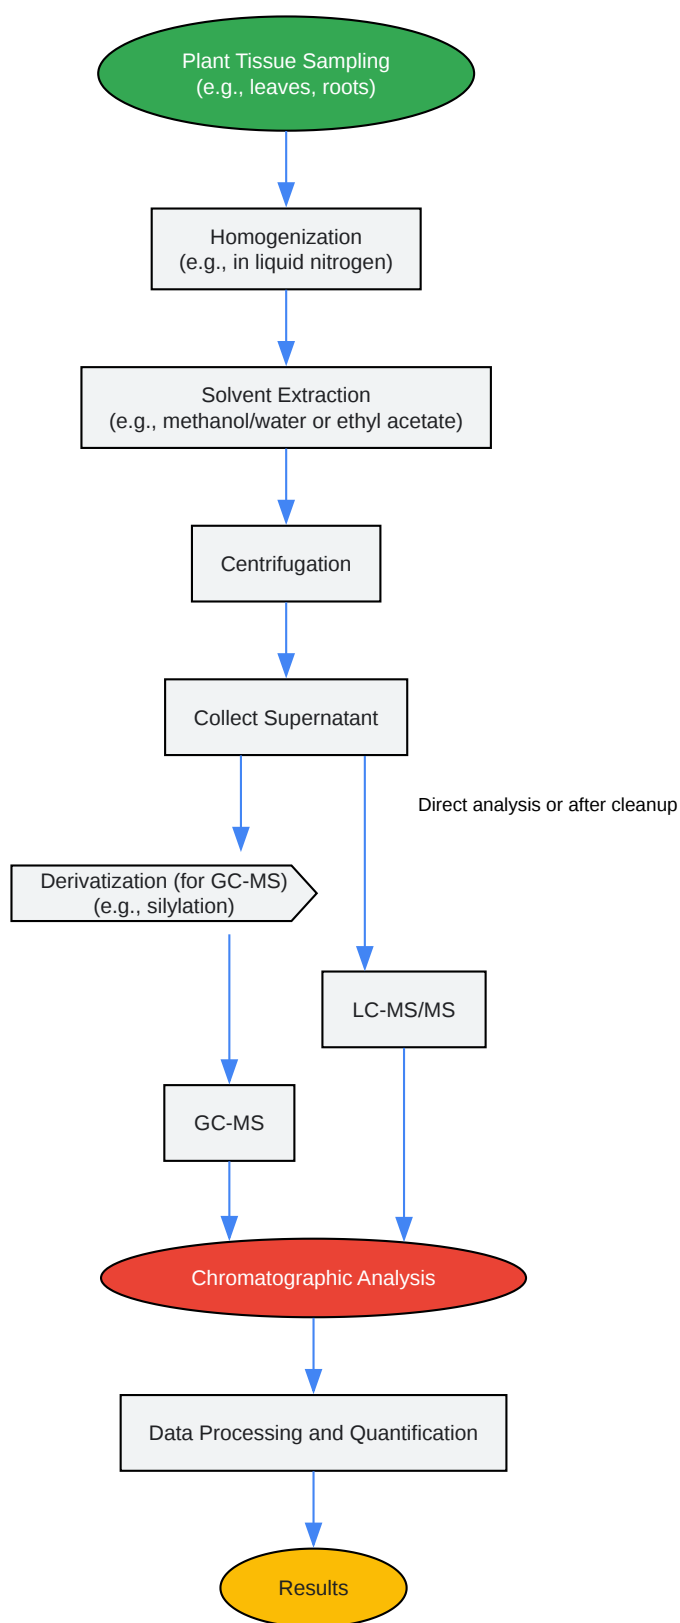 Plant Tissue Sampling
(e.g., leaves, roots)
Homogenization
(e.g., in liquid nitrogen)
Solvent Extraction
(e.g., methanol/water or ethyl acetate)
Centrifugation
Collect Supernatant
Direct analysis or after cleanup
Derivatization (for GC-MS)
(e.g., silylation)
LC-MS/MS
GC-MS
Chromatographic Analysis
Data Processing and Quantification
Results